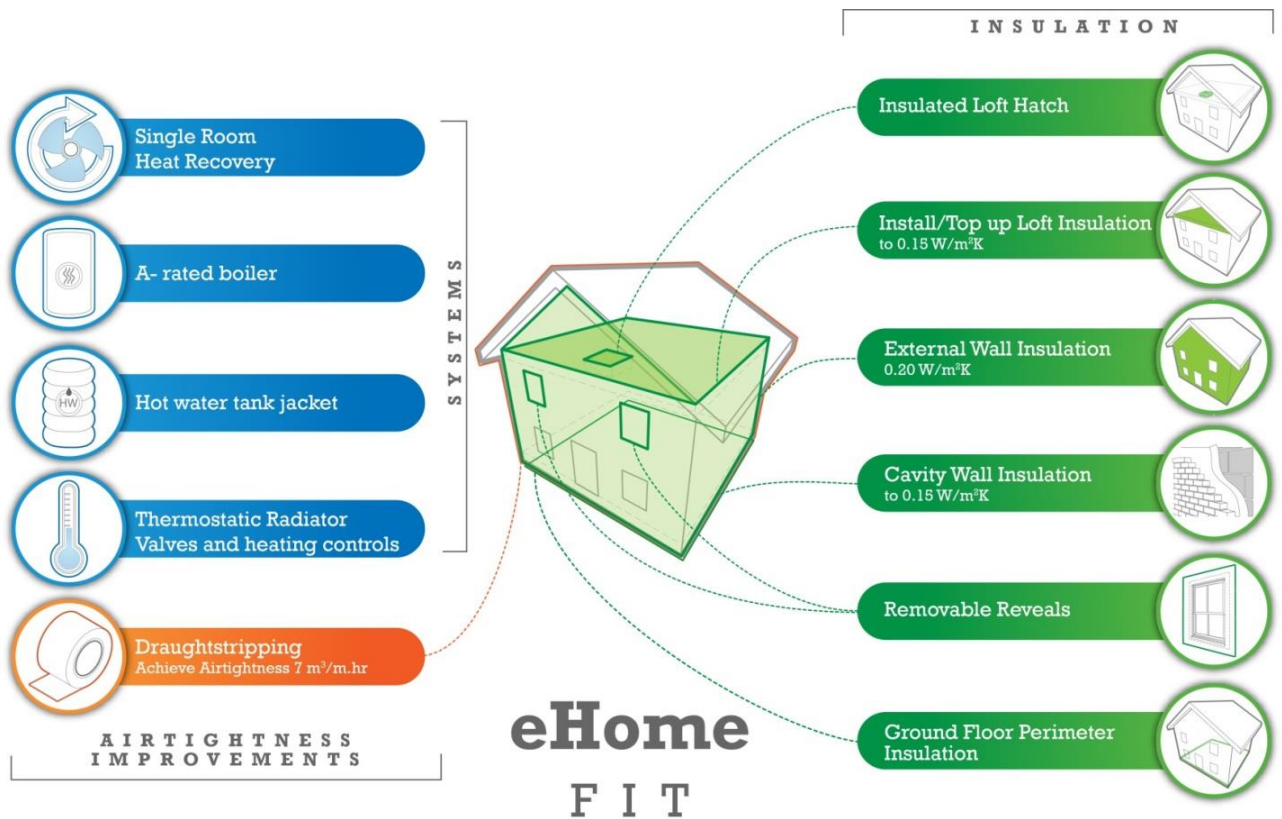 INSULATION
Single Room
Heat Recovery
A- rated boiler
Hot water tank jacket
Thermostatic Radiator
Valves and heating controls
SYSTEMS
Draughtstripping
Achieve Airtightness 7 m³/m.hr
AIRTIGHTNESS
IMPROVEMENTS
HW
Insulated Loft Hatch
Install/Top up Loft Insulation
to 0.15 W/m²K
External Wall Insulation
0.20 W/m²K
Cavity Wall Insulation
to 0.15 W/m²K
Removable Reveals
Ground Floor Perimeter
Insulation
eHome
FIT